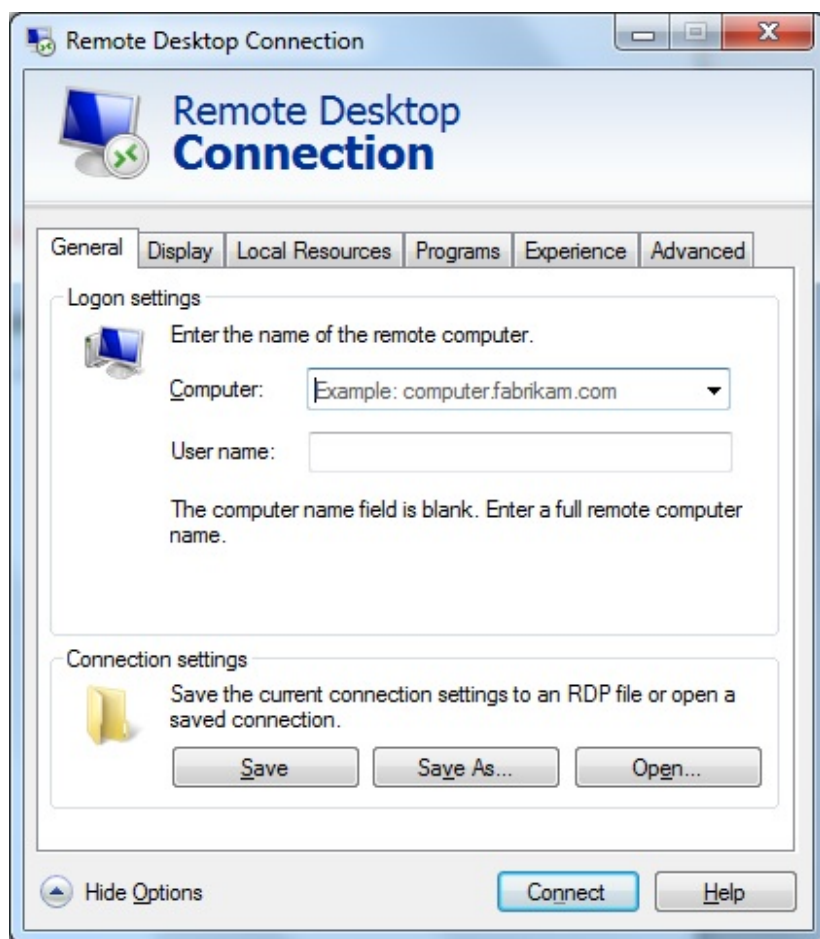 Remote Desktop Connection
X
Remote Desktop
Connection
General Display Local Resources Programs Experience Advanced
Logon settings
Enter the name of the remote computer.
Computer: Example: computer.fabrikam.com
User name:
The computer name field is blank. Enter a full remote computer
name.
Connection settings
Save the current connection settings to an RDP file or open a
saved connection.
Save Save As... Open...
Hide Options Connect Help